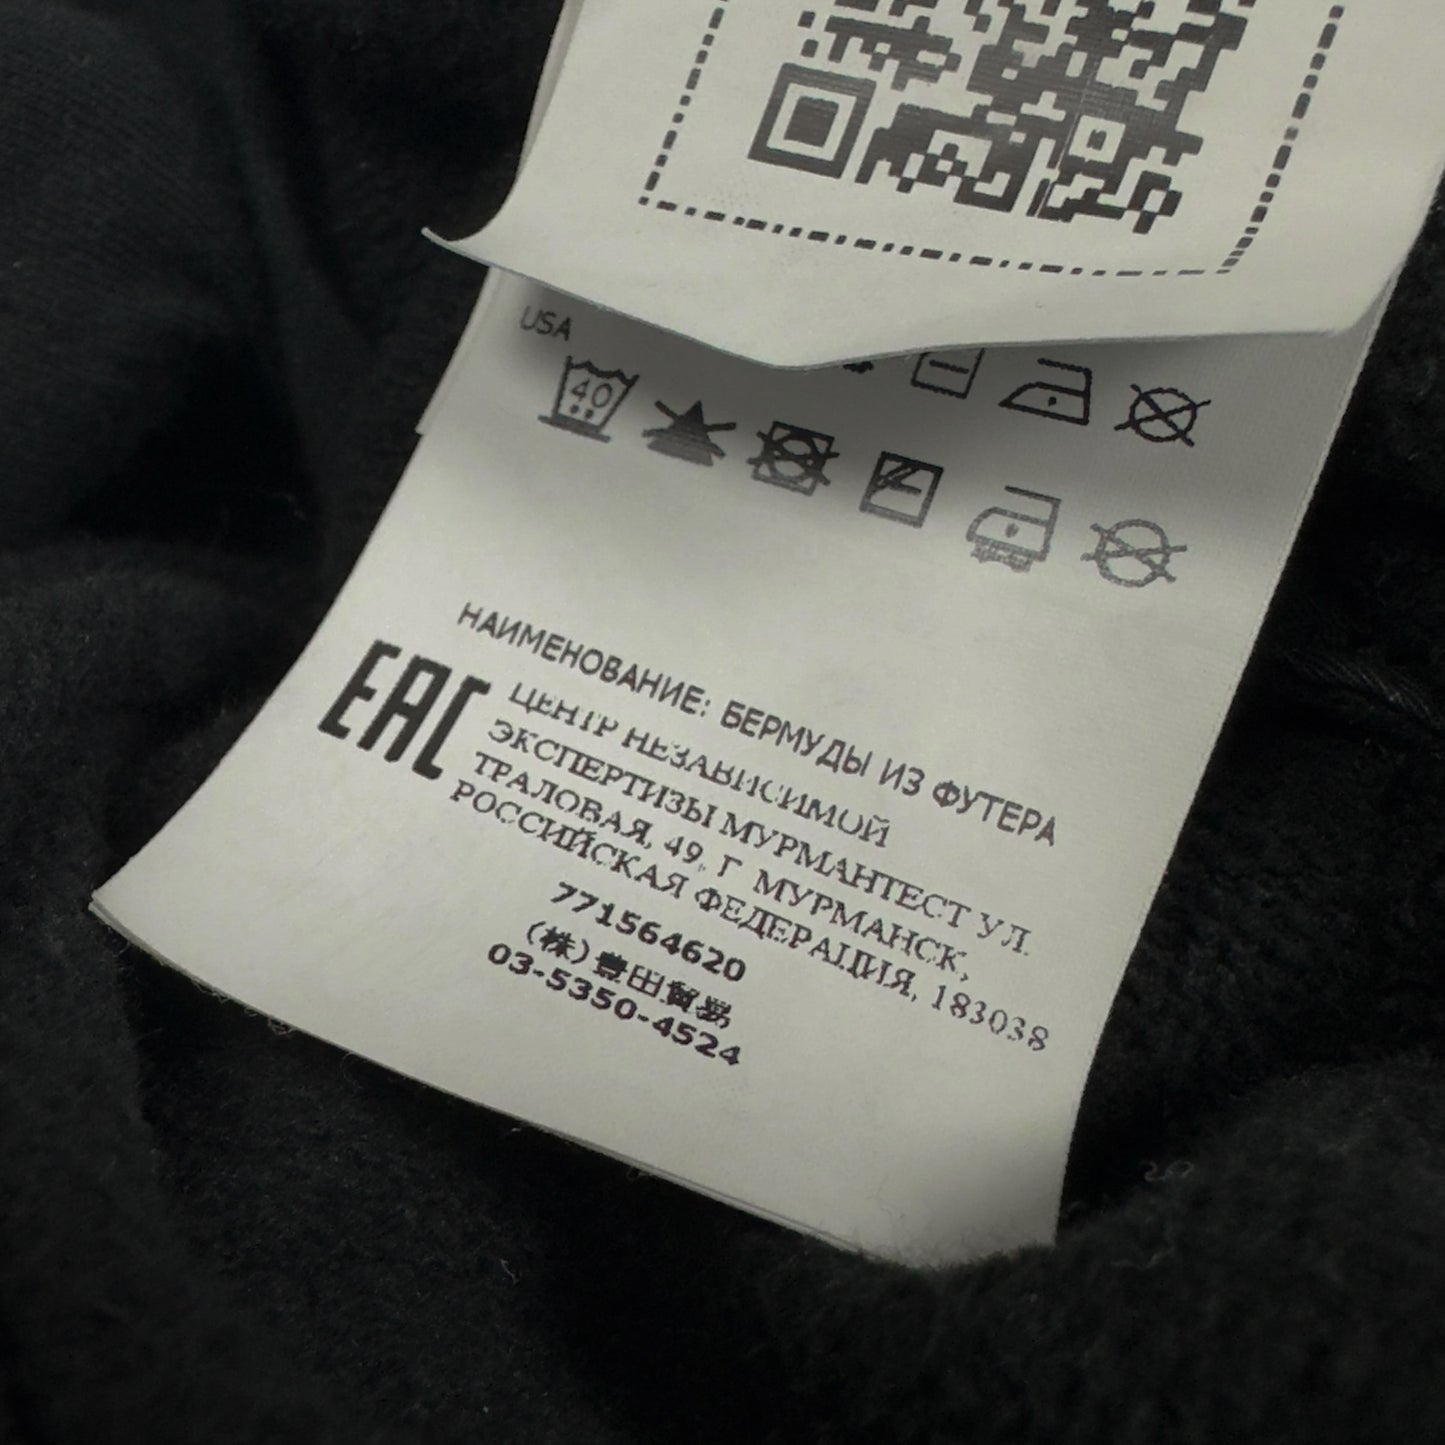 USA
40
НАИМЕНОВАНИЕ: БЕРМУДЫ ИЗ ФУТЕРА
EAC
ЦЕНТР НЕЗАВИСИМОЙ
ЭКСПЕРТИЗЫ МУРМАНТЕСТ УЛ.
ТРАЛОВАЯ, 49, Г МУРМАНСК,
РОССИЙСКАЯ ФЕДЕРАЦИЯ, 183038
771564620
(株)豊田貿易
03-5350-4524